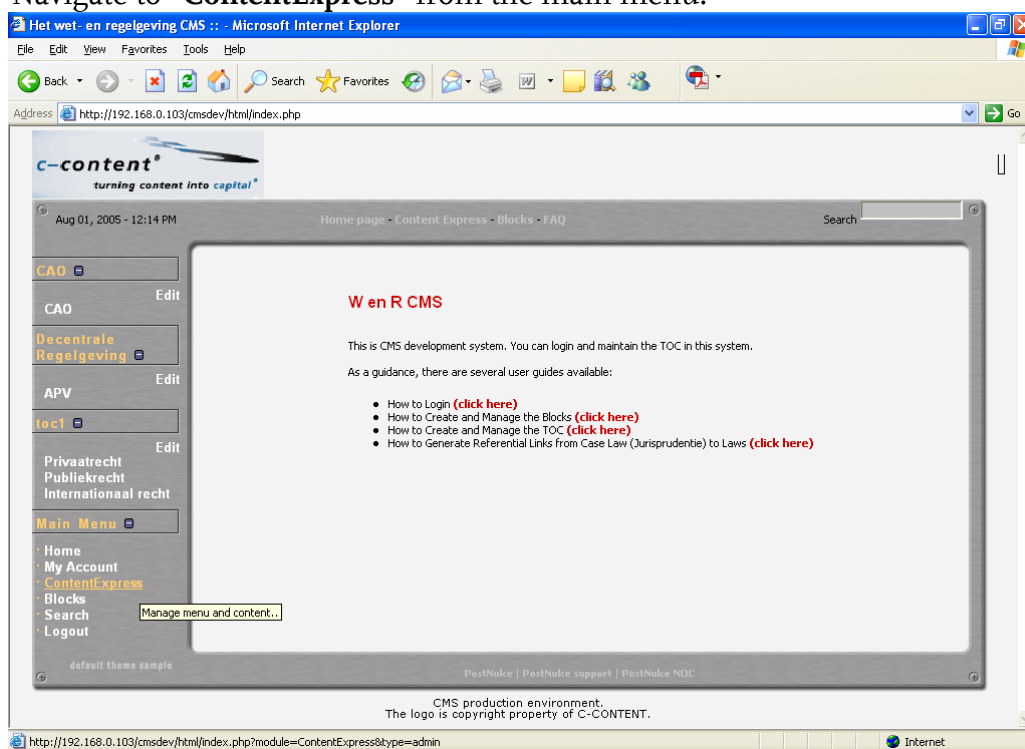 Navigate to "ContentExpress" from the main menu.
Het wet- en regelgeving CMS :: - Microsoft Internet Explorer
File Edit View Favorites Tools Help
Back Search Favorites
Address http://192.168.0.103/cmsdev/html/index.php Go
c-content®
turning content into capital®
Aug 01, 2005 - 12:14 PM Home page - Content Express - Blocks - FAQ Search
CAO
Edit
CAO
Decentrale
Regelgeving
Edit
APV
toc1
Edit
Privaatrecht
Publiekrecht
Internationaal recht
Main Menu
· Home
· My Account
· ContentExpress
· Blocks
· Search
· Logout
Manage menu and content..
default theme sample
W en R CMS
This is CMS development system. You can login and maintain the TOC in this system.
As a guidance, there are several user guides available:
● How to Login (click here)
● How to Create and Manage the Blocks (click here)
● How to Create and Manage the TOC (click here)
● How to Generate Referential Links from Case Law (Jurisprudentie) to Laws (click here)
PostNuke | PostNuke support | PostNuke NOC
CMS production environment.
The logo is copyright property of C-CONTENT.
http://192.168.0.103/cmsdev/html/index.php?module=ContentExpress&type=admin Internet